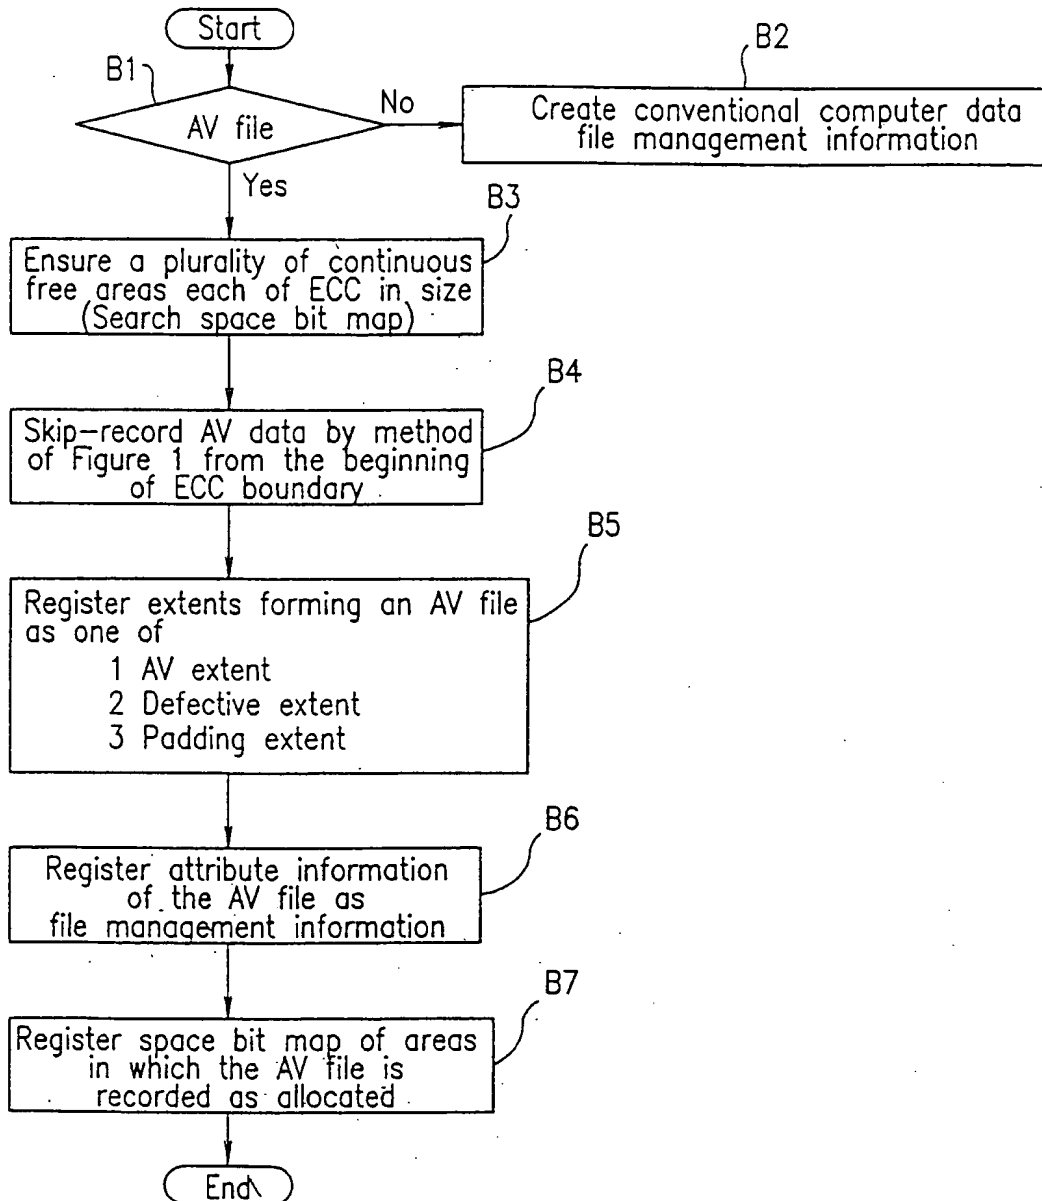 Start
B1
AV file
No
B2
Create conventional computer data
file management information
Yes
B3
Ensure a plurality of continuous
free areas each of ECC in size
(Search space bit map)
B4
Skip-record AV data by method
of Figure 1 from the beginning
of ECC boundary
B5
Register extents forming an AV file
as one of
1 AV extent
2 Defective extent
3 Padding extent
B6
Register attribute information
of the AV file as
file management information
B7
Register space bit map of areas
in which the AV file is
recorded as allocated
End